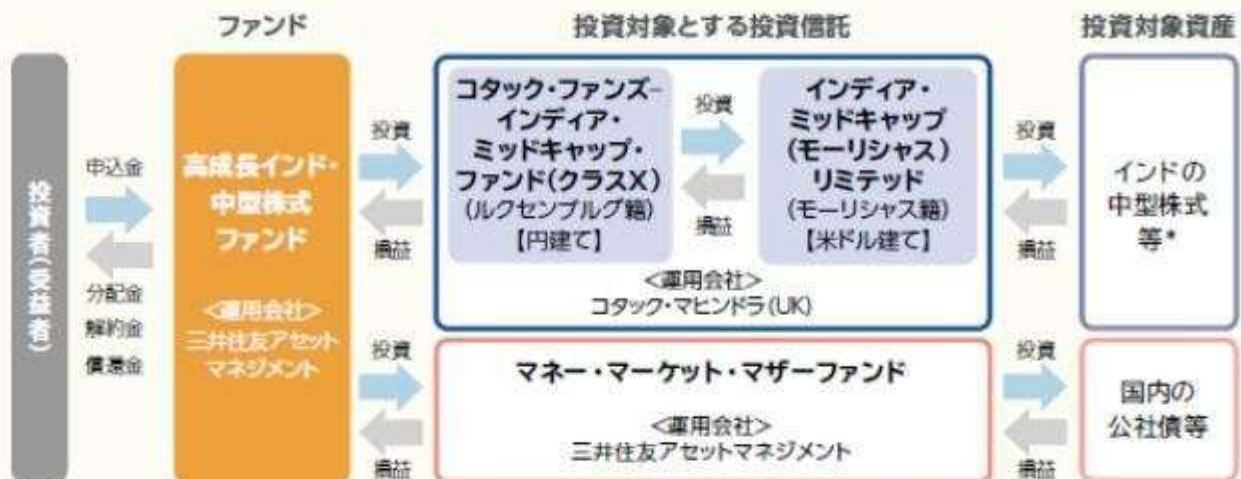 ファンド
投資対象とする投資信託
投資対象資産
投資者(受益者)
申込金
分配金
解約金
償還金
高成長インド・
中型株式
ファンド
<運用会社>
三井住友アセット
マネジメント
投資
損益
コタック・ファンズ-
インディア・
ミッドキャップ・
ファンド(クラスX)
(ルクセンブルグ籍)
【円建て】
投資
損益
インディア・
ミッドキャップ
(モーリシャス)
リミテッド
(モーリシャス籍)
【米ドル建て】
<運用会社>
コタック・マヒンドラ(UK)
投資
損益
インドの
中型株式
等*
投資
損益
マネー・マーケット・マザーファンド
<運用会社>
三井住友アセットマネジメント
投資
損益
国内の
公社債等